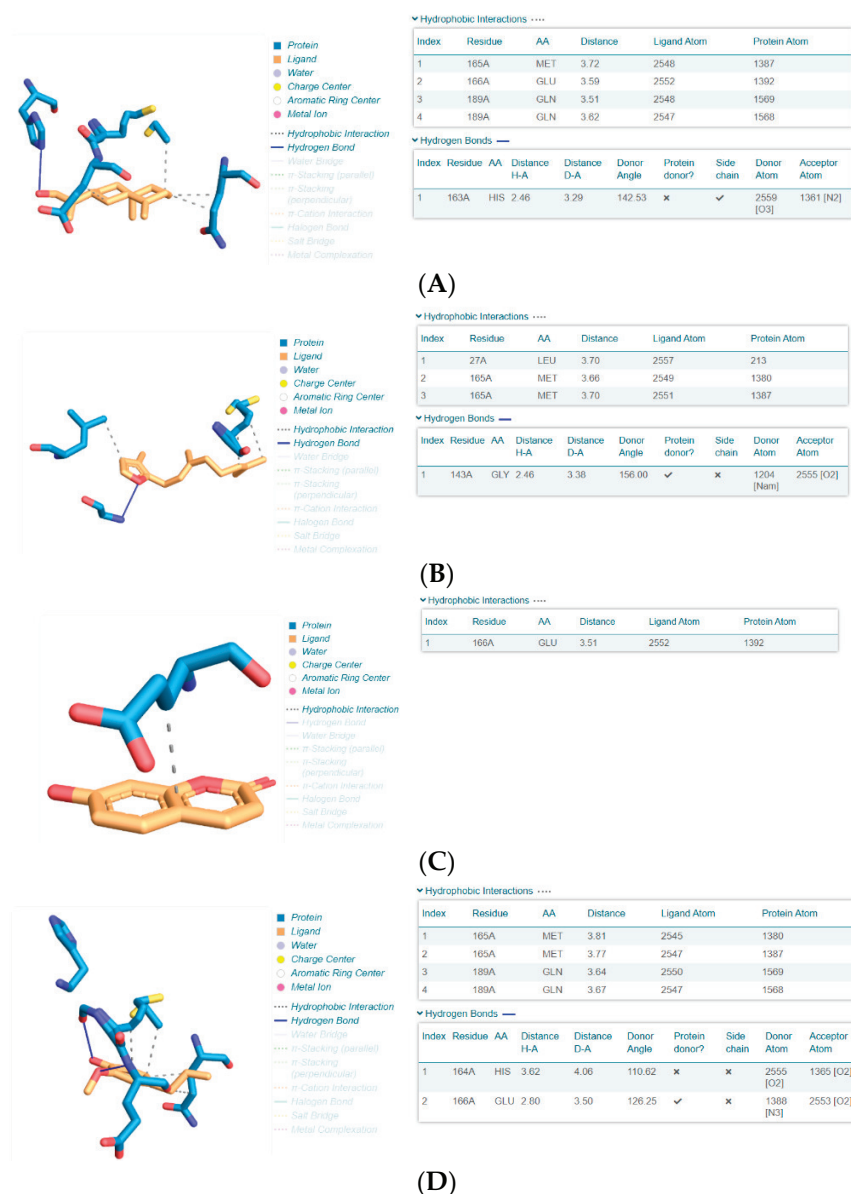 Protein
Ligand
Water
Charge Center
Aromatic Ring Center
Metal Ion
Hydrophobic Interaction
Hydrogen Bond
Water Bridge
π-Stacking (parallel)
π-Stacking
(perpendicular)
π-Cation Interaction
Halogen Bond
Salt Bridge
Metal Complexation
Hydrophobic Interactions ····
Index Residue AA Distance Ligand Atom Protein Atom
1 165A MET 3.72 2548 1387
2 166A GLU 3.59 2552 1392
3 189A GLN 3.51 2548 1569
4 189A GLN 3.62 2547 1568
Hydrogen Bonds —
Index Residue AA Distance H-A Distance D-A Donor Angle Protein donor? Side chain Donor Atom Acceptor Atom
1 163A HIS 2.46 3.29 142.53 ✗ ✓ 2559 [O3] 1361 [N2]
(A)
Protein
Ligand
Water
Charge Center
Aromatic Ring Center
Metal Ion
Hydrophobic Interaction
Hydrogen Bond
Water Bridge
π-Stacking (parallel)
π-Stacking
(perpendicular)
π-Cation Interaction
Halogen Bond
Salt Bridge
Metal Complexation
Hydrophobic Interactions ····
Index Residue AA Distance Ligand Atom Protein Atom
1 27A LEU 3.70 2557 213
2 165A MET 3.66 2549 1380
3 165A MET 3.70 2551 1387
Hydrogen Bonds —
Index Residue AA Distance H-A Distance D-A Donor Angle Protein donor? Side chain Donor Atom Acceptor Atom
1 143A GLY 2.46 3.38 156.00 ✓ ✗ 1204 [Nam] 2555 [O2]
(B)
Protein
Ligand
Water
Charge Center
Aromatic Ring Center
Metal Ion
Hydrophobic Interaction
Hydrogen Bond
Water Bridge
π-Stacking (parallel)
π-Stacking
(perpendicular)
π-Cation Interaction
Halogen Bond
Salt Bridge
Metal Complexation
Hydrophobic Interactions ····
Index Residue AA Distance Ligand Atom Protein Atom
1 166A GLU 3.51 2552 1392
(C)
Protein
Ligand
Water
Charge Center
Aromatic Ring Center
Metal Ion
Hydrophobic Interaction
Hydrogen Bond
Water Bridge
π-Stacking (parallel)
π-Stacking
(perpendicular)
π-Cation Interaction
Halogen Bond
Salt Bridge
Metal Complexation
Hydrophobic Interactions ····
Index Residue AA Distance Ligand Atom Protein Atom
1 165A MET 3.81 2545 1380
2 165A MET 3.77 2547 1387
3 189A GLN 3.64 2550 1569
4 189A GLN 3.67 2547 1568
Hydrogen Bonds —
Index Residue AA Distance H-A Distance D-A Donor Angle Protein donor? Side chain Donor Atom Acceptor Atom
1 164A HIS 3.62 4.06 110.62 ✗ ✗ 2555 [O2] 1365 [O2]
2 166A GLU 2.80 3.50 126.25 ✓ ✗ 1388 [N3] 2553 [O2]
(D)